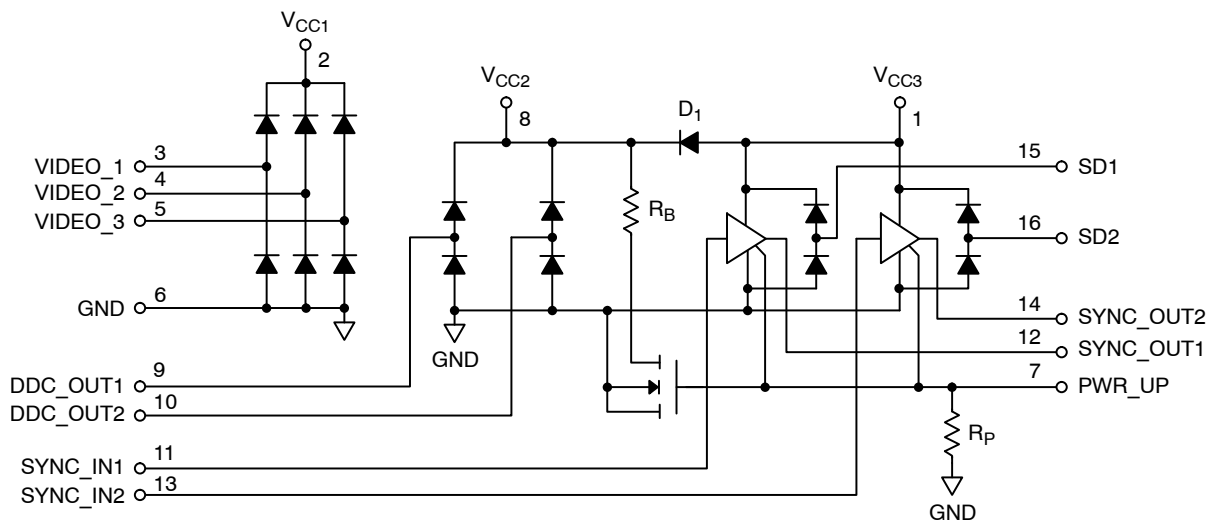 VCC1
2
VCC2
8
D1
VCC3
1
VIDEO_1
3
VIDEO_2
4
VIDEO_3
5
RB
15
SD1
16
SD2
GND
6
14
SYNC_OUT2
12
SYNC_OUT1
GND
7
PWR_UP
DDC_OUT1
9
DDC_OUT2
10
RP
SYNC_IN1
11
SYNC_IN2
13
GND